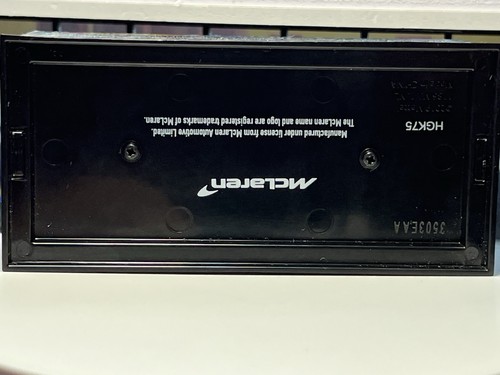 3503EAA
McLaren
Manufactured under license from McLaren Automotive Limited.
The McLaren name and logo are registered trademarks of McLaren.
HGK75